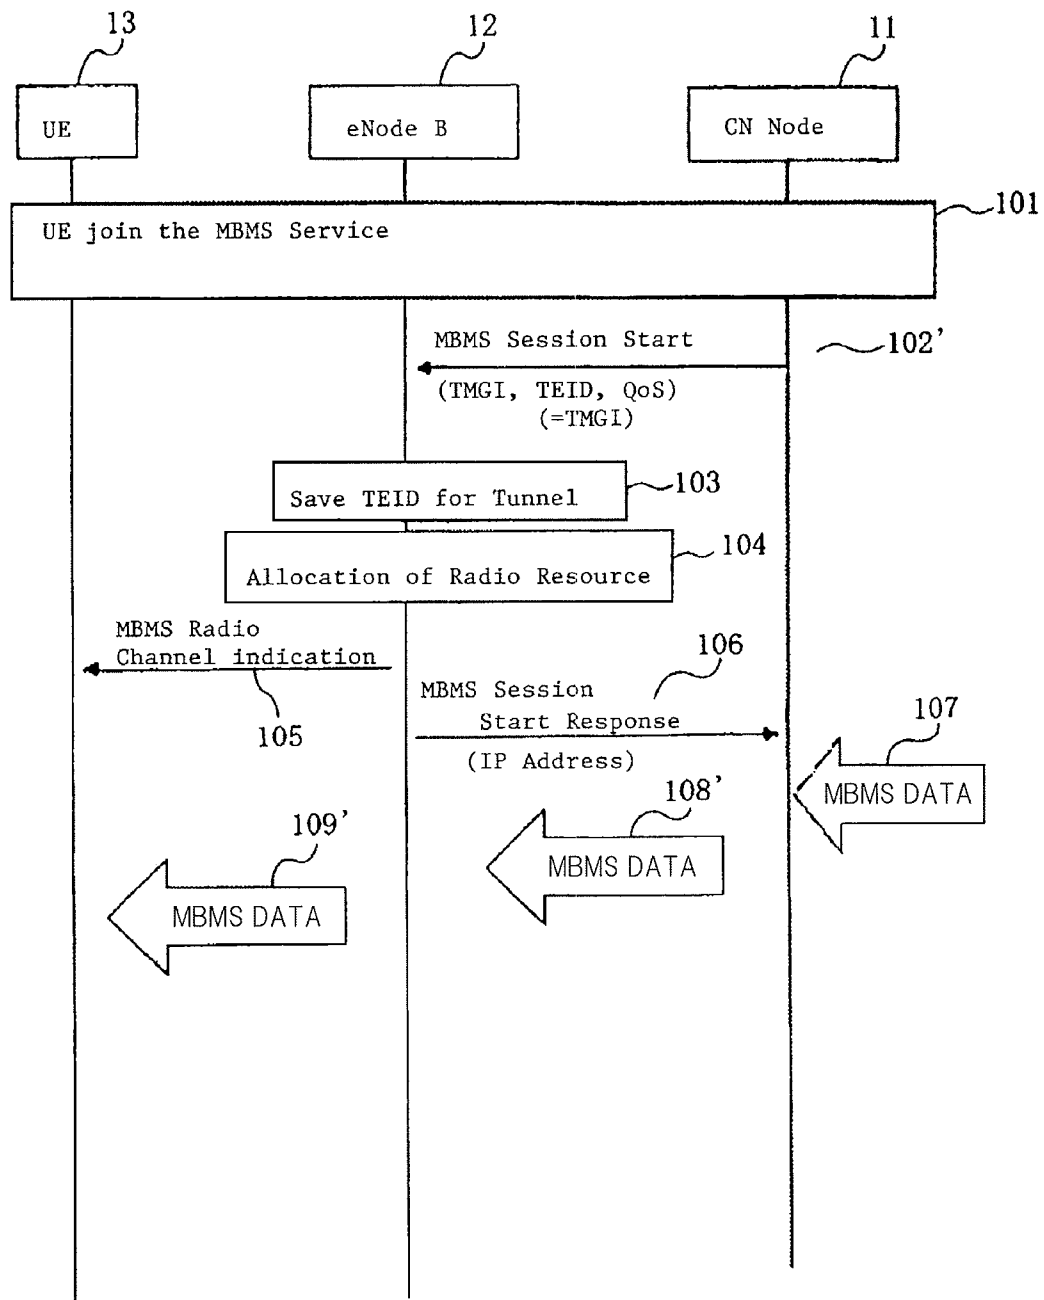 13
12
11
UE
eNode B
CN Node
101
UE join the MBMS Service
MBMS Session Start
102'
(TMGI, TEID, QoS)
(=TMGI)
103
Save TEID for Tunnel
104
Allocation of Radio Resource
MBMS Radio
Channel indication
105
106
MBMS Session
Start Response
(IP Address)
107
MBMS DATA
108'
MBMS DATA
109'
MBMS DATA